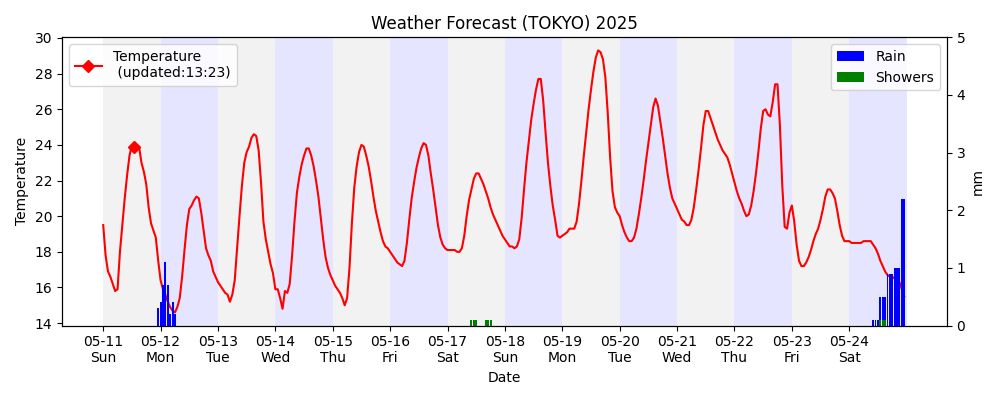 Weather Forecast (TOKYO) 2025
Temperature
(updated:13:23)
Rain
Showers
30
28
26
24
22
20
18
16
14
Temperature
5
4
3
2
1
0
mm
05-11 05-12 05-13 05-14 05-15 05-16 05-17 05-18 05-19 05-20 05-21 05-22 05-23 05-24
Sun Mon Tue Wed Thu Fri Sat Sun Mon Tue Wed Thu Fri Sat
Date